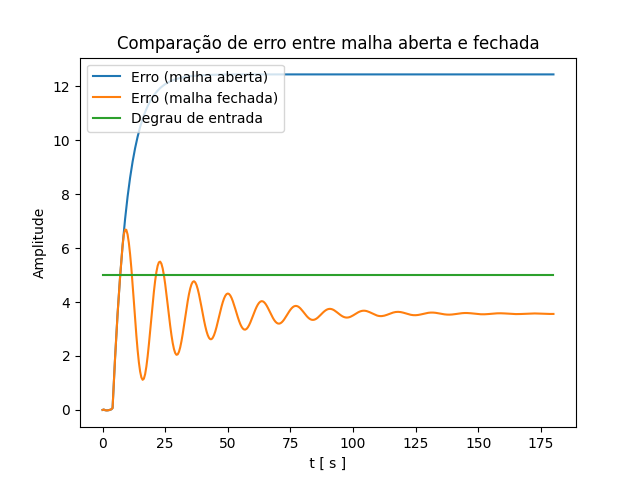 Comparação de erro entre malha aberta e fechada
Erro (malha aberta)
Erro (malha fechada)
Degrau de entrada
Amplitude
12
10
8
6
4
2
0
0 25 50 75 100 125 150 175
t [ s ]